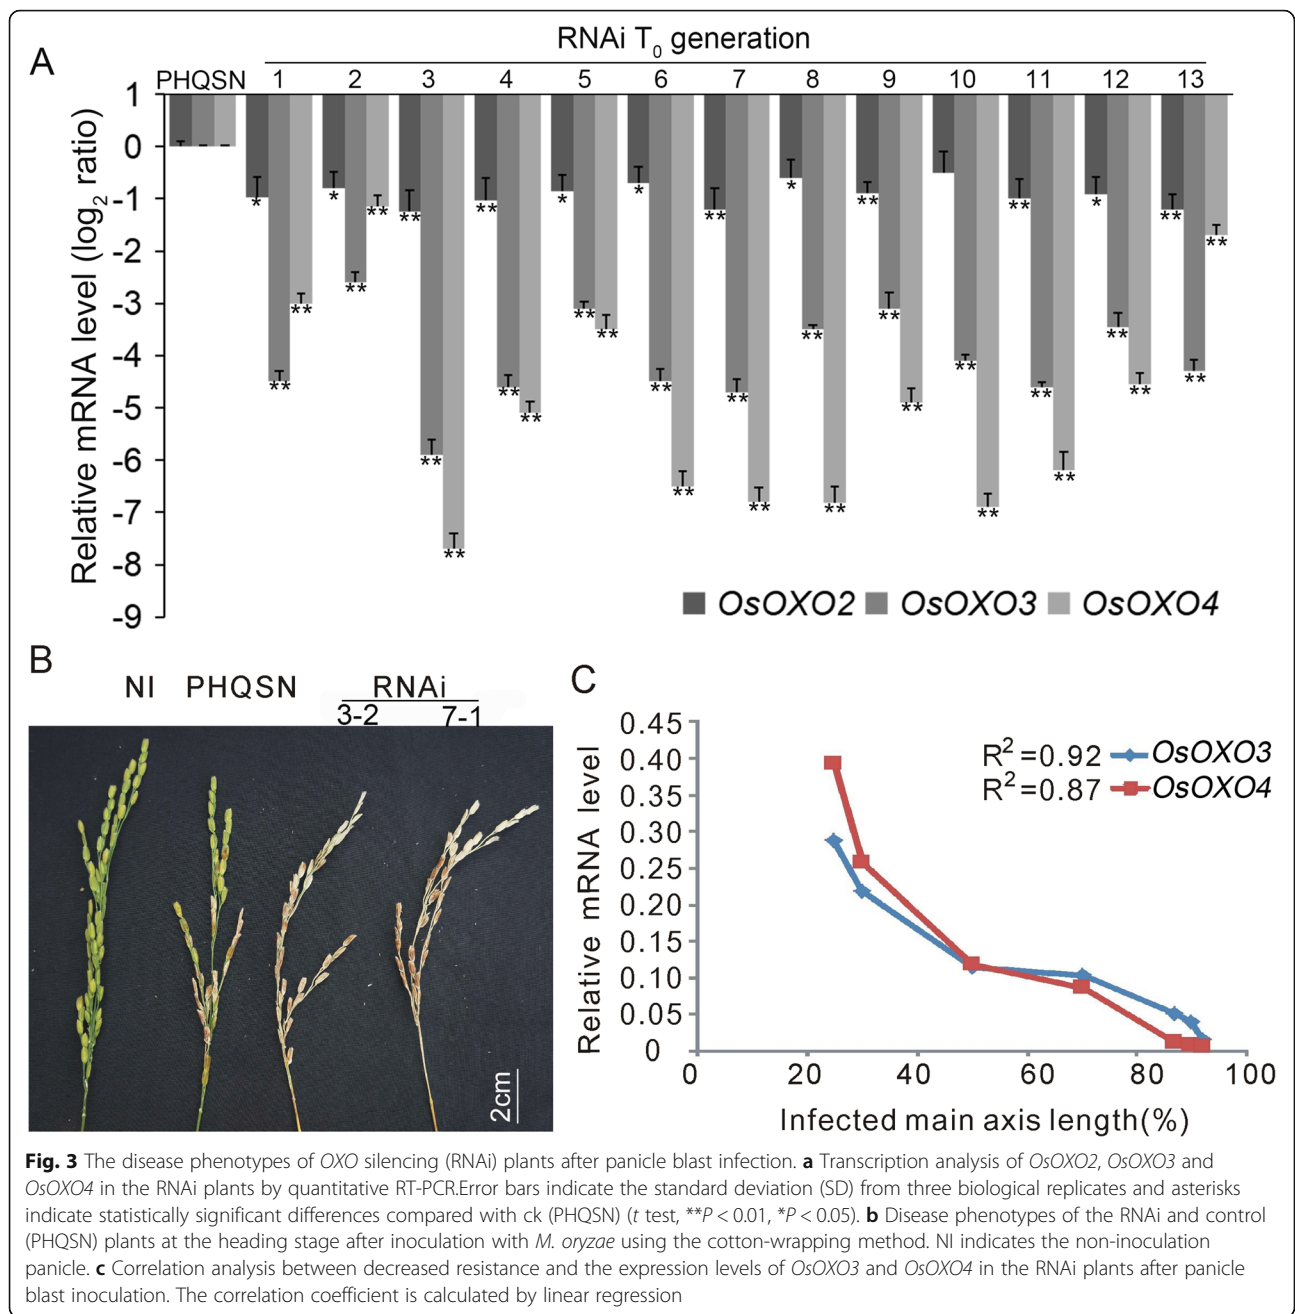 A
RNAi T0 generation
PHQSN 1 2 3 4 5 6 7 8 9 10 11 12 13
Relative mRNA level (log2 ratio)
1
0
-1
-2
-3
-4
-5
-6
-7
-8
-9
* ** ** * ** ** ** ** ** ** ** ** * ** ** * ** ** ** ** ** * ** ** ** ** ** ** ** ** ** ** * ** ** ** ** **
OsOXO2 OsOXO3 OsOXO4
B
NI PHQSN RNAi
3-2 7-1
2cm
C
Relative mRNA level
0.45
0.40
0.35
0.30
0.25
0.20
0.15
0.10
0.05
0
R2=0.92 OsOXO3
R2=0.87 OsOXO4
0 20 40 60 80 100
Infected main axis length(%)
Fig. 3 The disease phenotypes of OXO silencing (RNAi) plants after panicle blast infection. a Transcription analysis of OsOXO2, OsOXO3 and
OsOXO4 in the RNAi plants by quantitative RT-PCR.Error bars indicate the standard deviation (SD) from three biological replicates and asterisks
indicate statistically significant differences compared with ck (PHQSN) (t test, **P < 0.01, *P < 0.05). b Disease phenotypes of the RNAi and control
(PHQSN) plants at the heading stage after inoculation with M. oryzae using the cotton-wrapping method. NI indicates the non-inoculation
panicle. c Correlation analysis between decreased resistance and the expression levels of OsOXO3 and OsOXO4 in the RNAi plants after panicle
blast inoculation. The correlation coefficient is calculated by linear regression